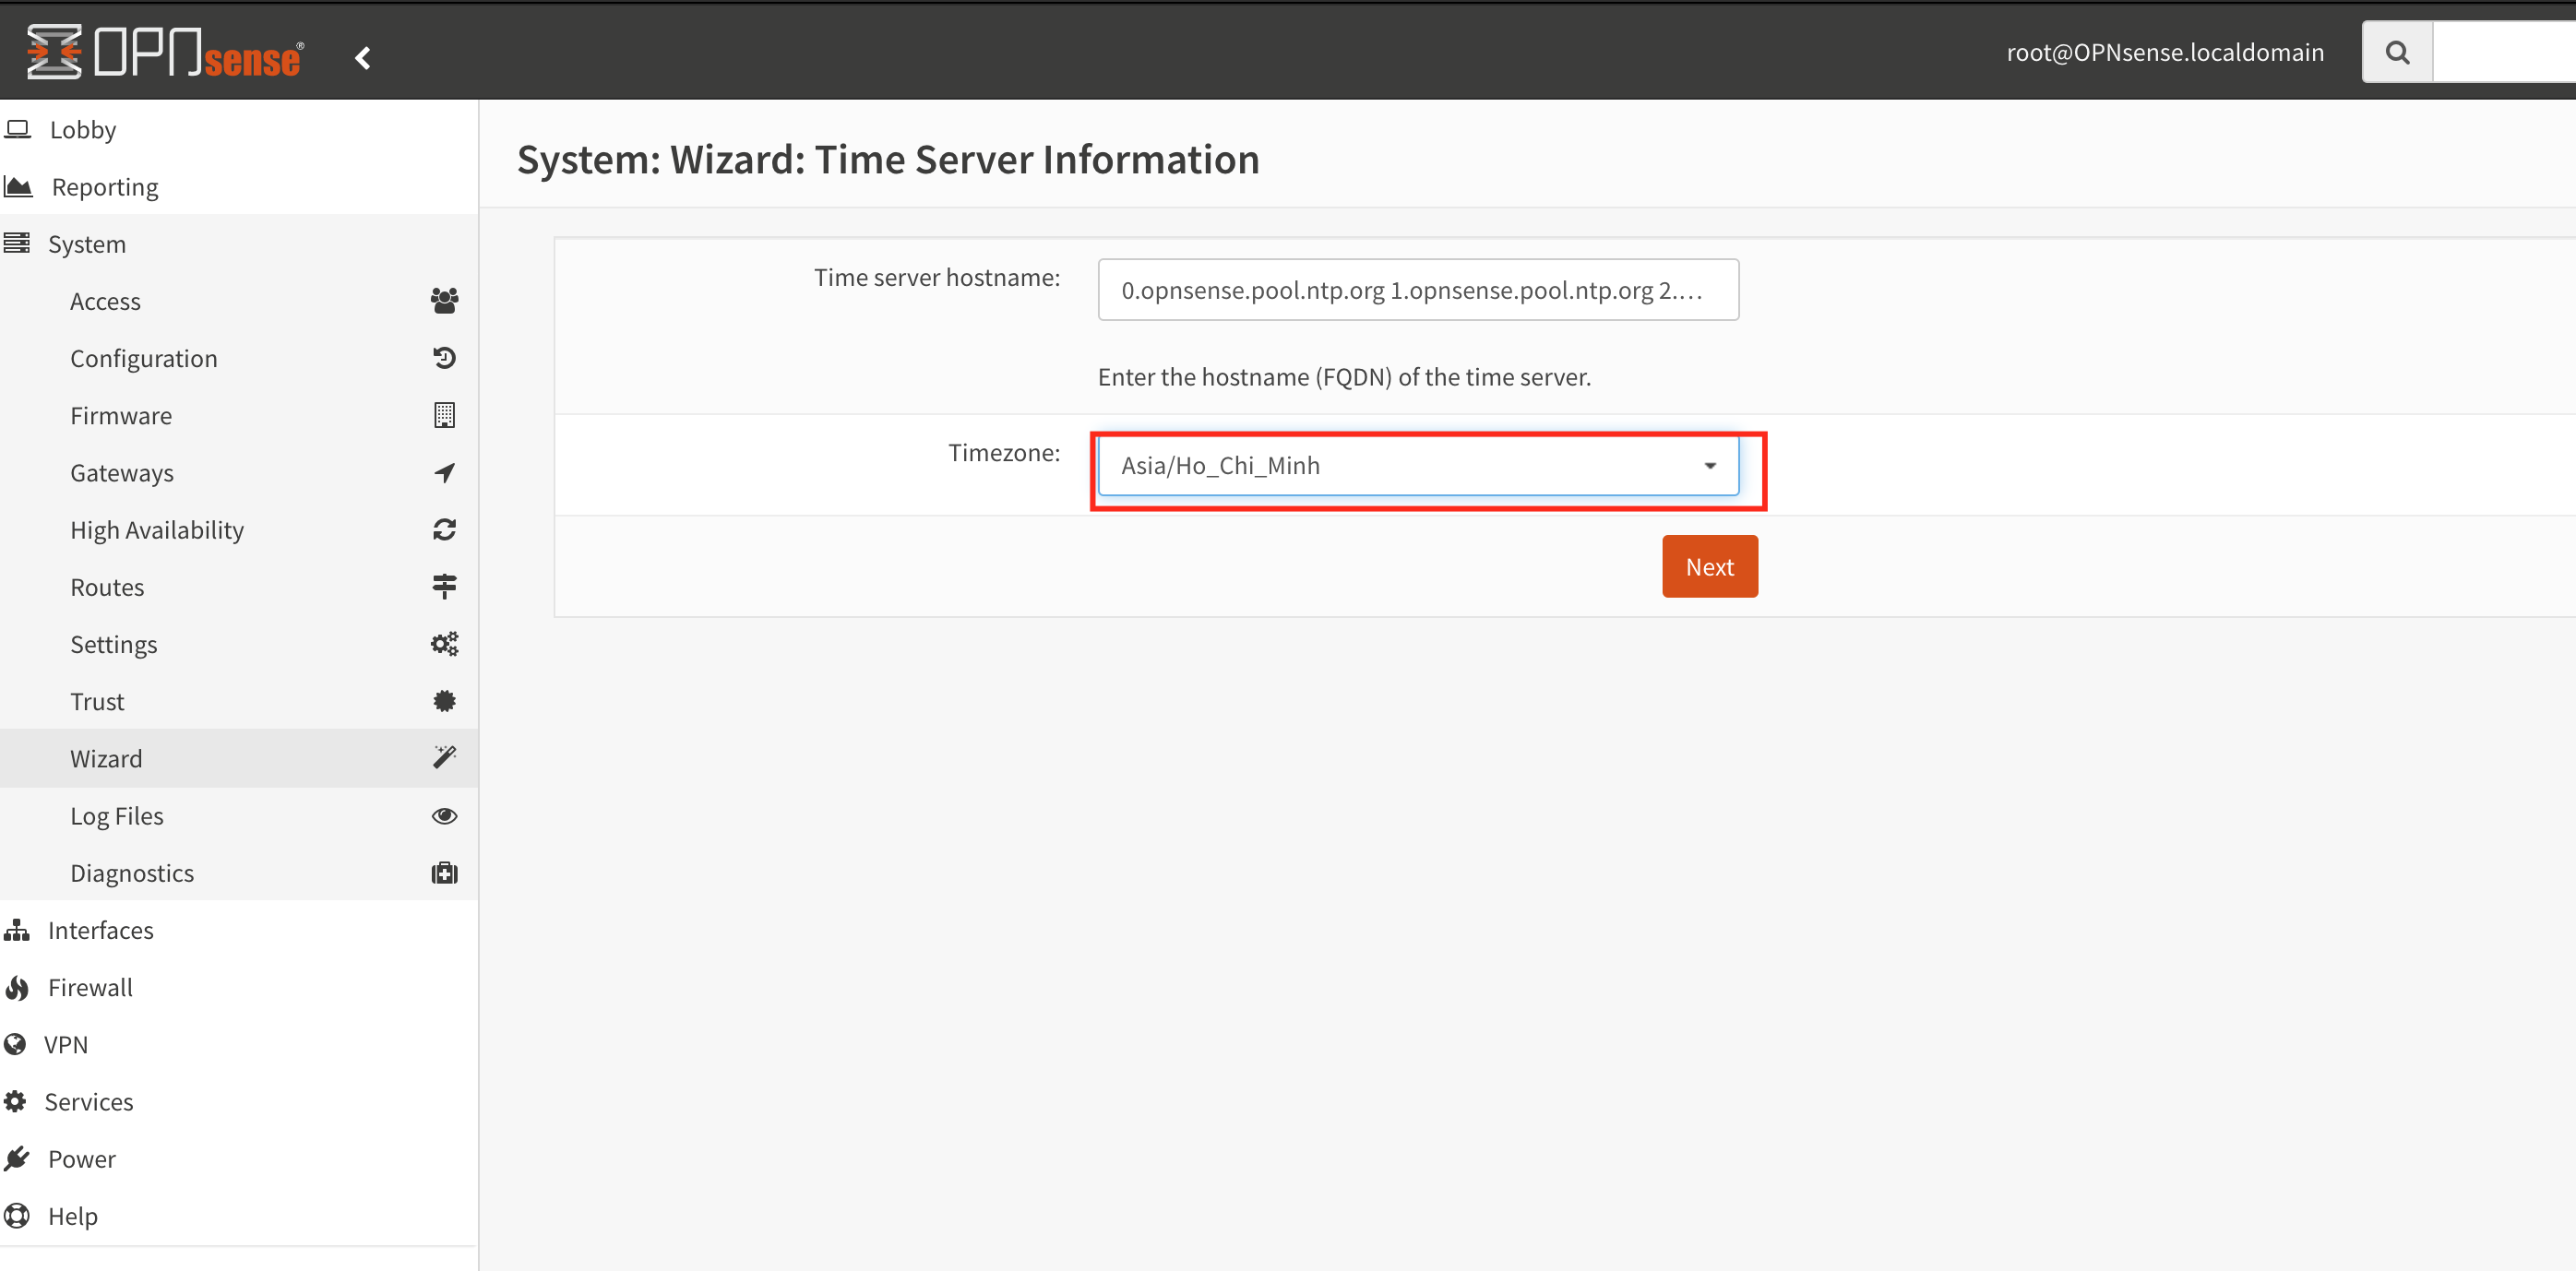 OPNsense®
root@OPNsense.localdomain
Lobby
Reporting
System
Access
Configuration
Firmware
Gateways
High Availability
Routes
Settings
Trust
Wizard
Log Files
Diagnostics
Interfaces
Firewall
VPN
Services
Power
Help
System: Wizard: Time Server Information
Time server hostname: 0.opnsense.pool.ntp.org 1.opnsense.pool.ntp.org 2.…
Enter the hostname (FQDN) of the time server.
Timezone: Asia/Ho_Chi_Minh
Next